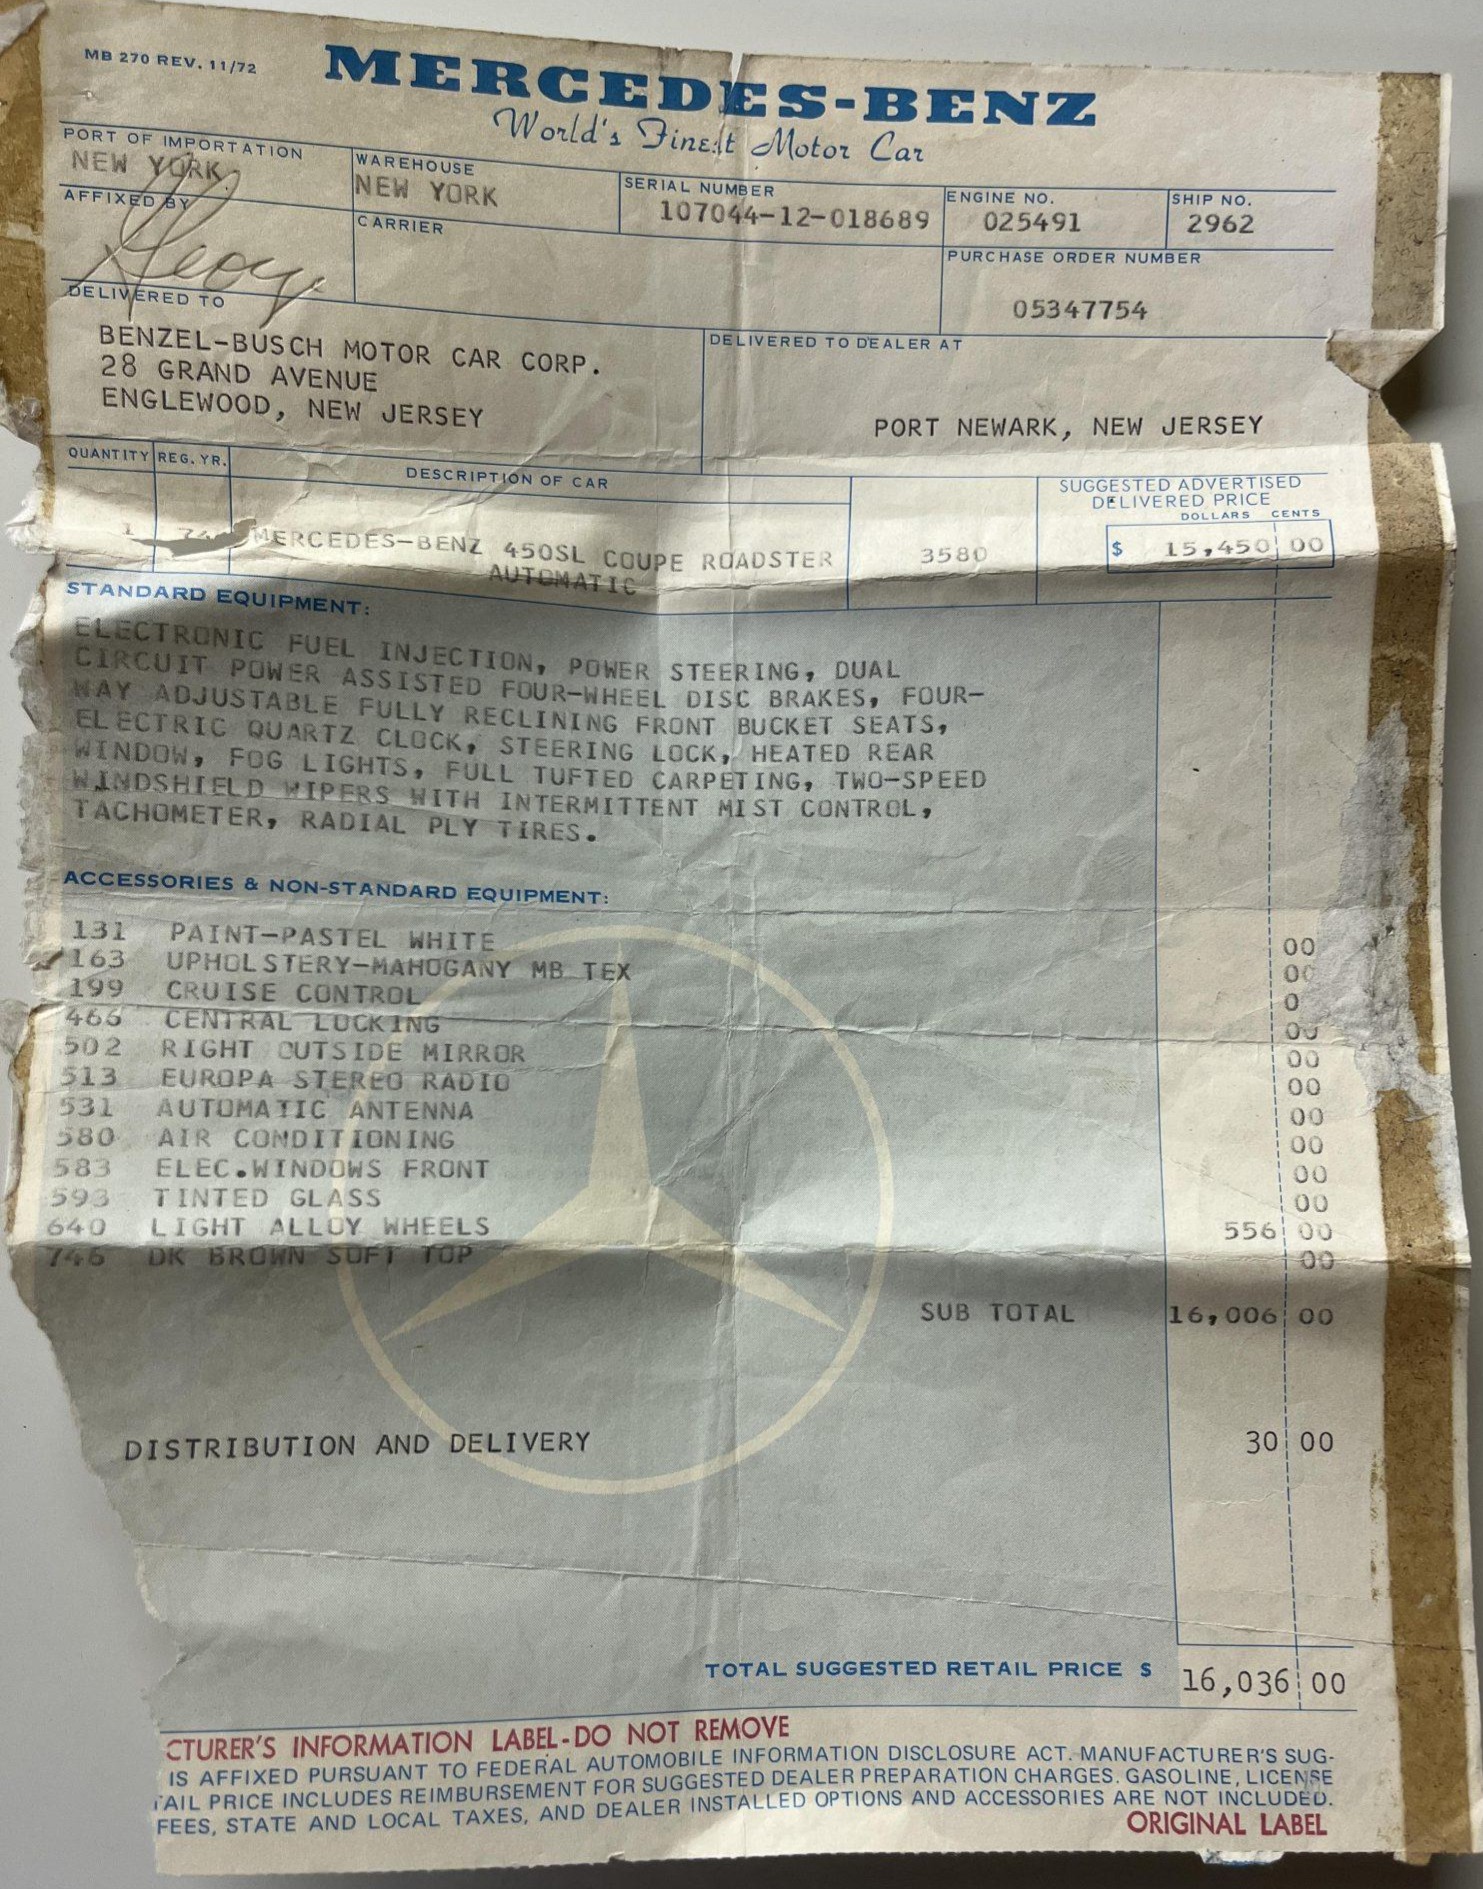 MB 270 REV. 11/72
MERCEDES-BENZ
World's Finest Motor Car
PORT OF IMPORTATION
NEW YORK
WAREHOUSE
NEW YORK
SERIAL NUMBER
107044-12-018689
ENGINE NO.
025491
SHIP NO.
2962
AFFIXED BY
CARRIER
PURCHASE ORDER NUMBER
05347754
DELIVERED TO
BENZEL-BUSCH MOTOR CAR CORP.
28 GRAND AVENUE
ENGLEWOOD, NEW JERSEY
DELIVERED TO DEALER AT
PORT NEWARK, NEW JERSEY
QUANTITY REG. YR. DESCRIPTION OF CAR
SUGGESTED ADVERTISED
DELIVERED PRICE
DOLLARS CENTS
1 74 MERCEDES-BENZ 450SL COUPE ROADSTER 3580 $ 15,450 00
AUTOMATIC
STANDARD EQUIPMENT:
ELECTRONIC FUEL INJECTION, POWER STEERING, DUAL
CIRCUIT POWER ASSISTED FOUR-WHEEL DISC BRAKES, FOUR-
WAY ADJUSTABLE FULLY RECLINING FRONT BUCKET SEATS,
ELECTRIC QUARTZ CLOCK, STEERING LOCK, HEATED REAR
WINDOW, FOG LIGHTS, FULL TUFTED CARPETING, TWO-SPEED
WINDSHIELD WIPERS WITH INTERMITTENT MIST CONTROL,
TACHOMETER, RADIAL PLY TIRES.
ACCESSORIES & NON-STANDARD EQUIPMENT:
131 PAINT-PASTEL WHITE 00
163 UPHOLSTERY-MAHOGANY MB TEX 00
199 CRUISE CONTROL 0
466 CENTRAL LOCKING 00
502 RIGHT OUTSIDE MIRROR 00
513 EUROPA STEREO RADIO 00
531 AUTOMATIC ANTENNA 00
580 AIR CONDITIONING 00
583 ELEC.WINDOWS FRONT 00
593 TINTED GLASS 00
640 LIGHT ALLOY WHEELS 556 00
746 DK BROWN SOFT TOP 00
SUB TOTAL 16,006 00
DISTRIBUTION AND DELIVERY 30 00
TOTAL SUGGESTED RETAIL PRICE $ 16,036 00
CTURER'S INFORMATION LABEL-DO NOT REMOVE
IS AFFIXED PURSUANT TO FEDERAL AUTOMOBILE INFORMATION DISCLOSURE ACT. MANUFACTURER'S SUG-
TAIL PRICE INCLUDES REIMBURSEMENT FOR SUGGESTED DEALER PREPARATION CHARGES. GASOLINE, LICENSE
FEES, STATE AND LOCAL TAXES, AND DEALER INSTALLED OPTIONS AND ACCESSORIES ARE NOT INCLUDED.
ORIGINAL LABEL